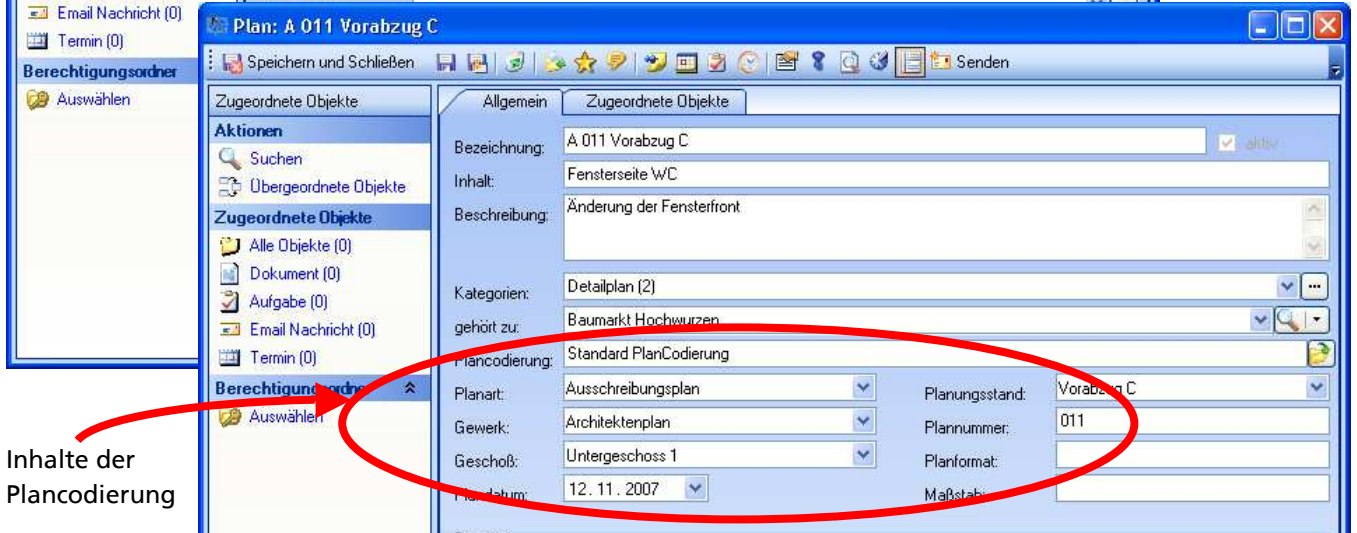 Email Nachricht (0)
Termin (0)
Berechtigungsordner
Auswählen
Plan: A 011 Vorabzug C
Speichern und Schließen
Senden
Zugeordnete Objekte
Aktionen
Suchen
Übergeordnete Objekte
Zugeordnete Objekte
Alle Objekte (0)
Dokument (0)
Aufgabe (0)
Email Nachricht (0)
Termin (0)
Auswählen
Allgemein Zugeordnete Objekte
Bezeichnung: A 011 Vorabzug C aktiv
Inhalt: Fensterseite WC
Beschreibung: Änderung der Fensterfront
Kategorien: Detailplan (2)
gehört zu: Baumarkt Hochwurzen
Plancodierung: Standard PlanCodierung
Planart: Ausschreibungsplan Planungsstand: Vorabzug C
Gewerk: Architektenplan Plannummer: 011
Geschoß: Untergeschoss 1 Planformat:
Plandatum: 12. 11. 2007 Maßstab:
Inhalte der
Plancodierung